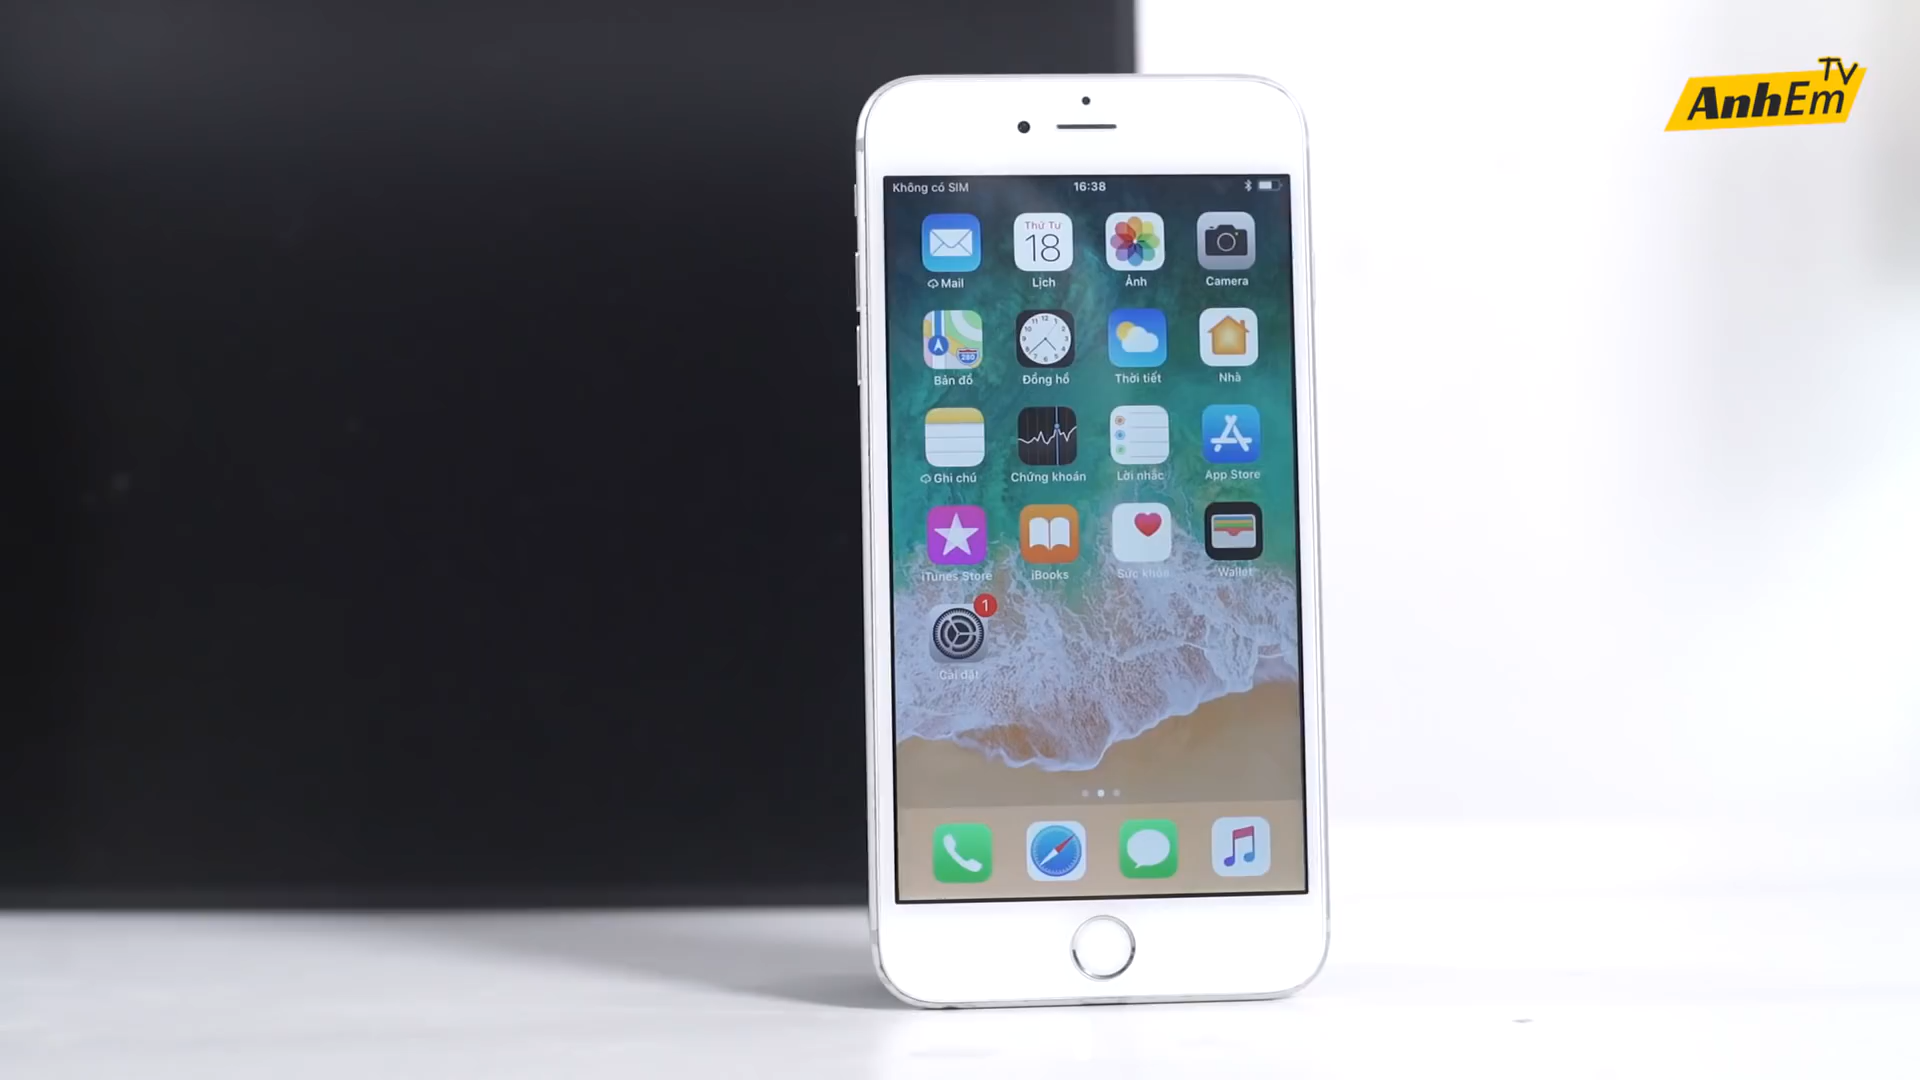 AnhEm TV
Không có SIM 16:38
Thứ Tư
18
Mail Lịch Ảnh Camera
280
Bản đồ Đồng hồ Thời tiết Nhà
Ghi chú Chứng khoán Lời nhắc App Store
iTunes Store iBooks Sức khỏe Wallet
1
Cài đặt